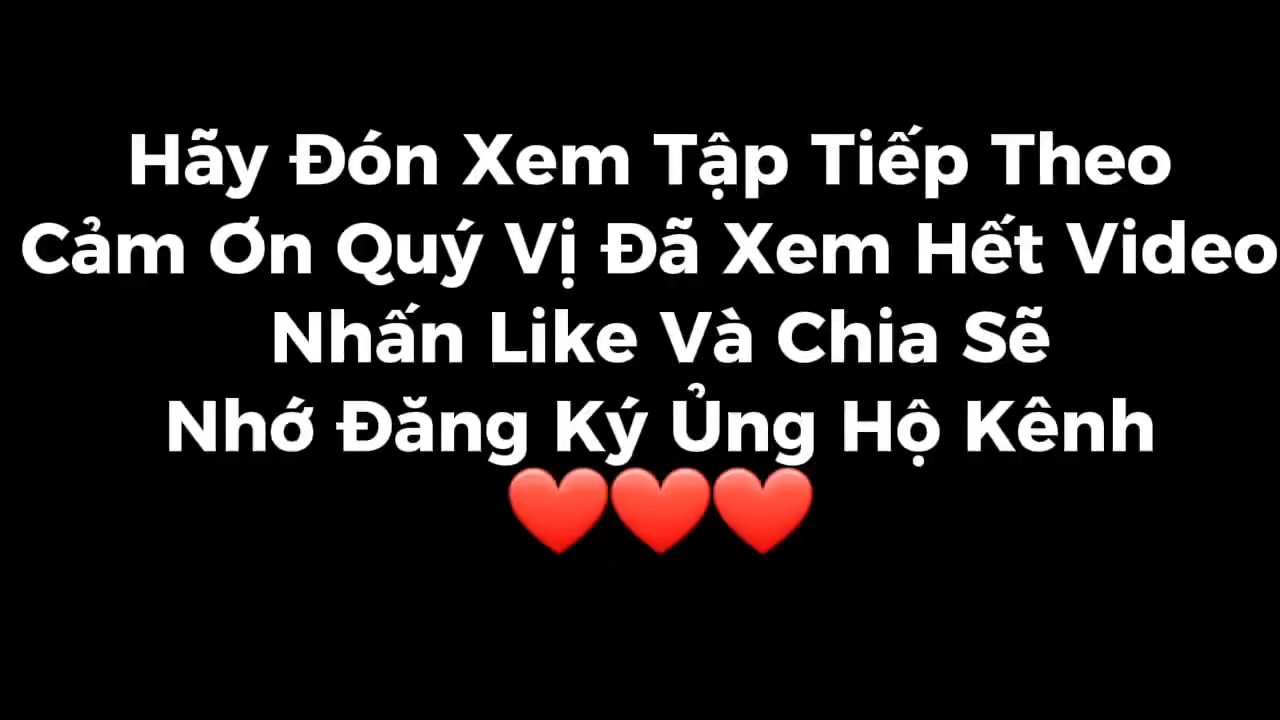 Hãy Đón Xem Tập Tiếp Theo
Cảm Ơn Quý Vị Đã Xem Hết Video
Nhấn Like Và Chia Sẽ
Nhớ Đăng Ký Ủng Hộ Kênh
❤️❤️❤️